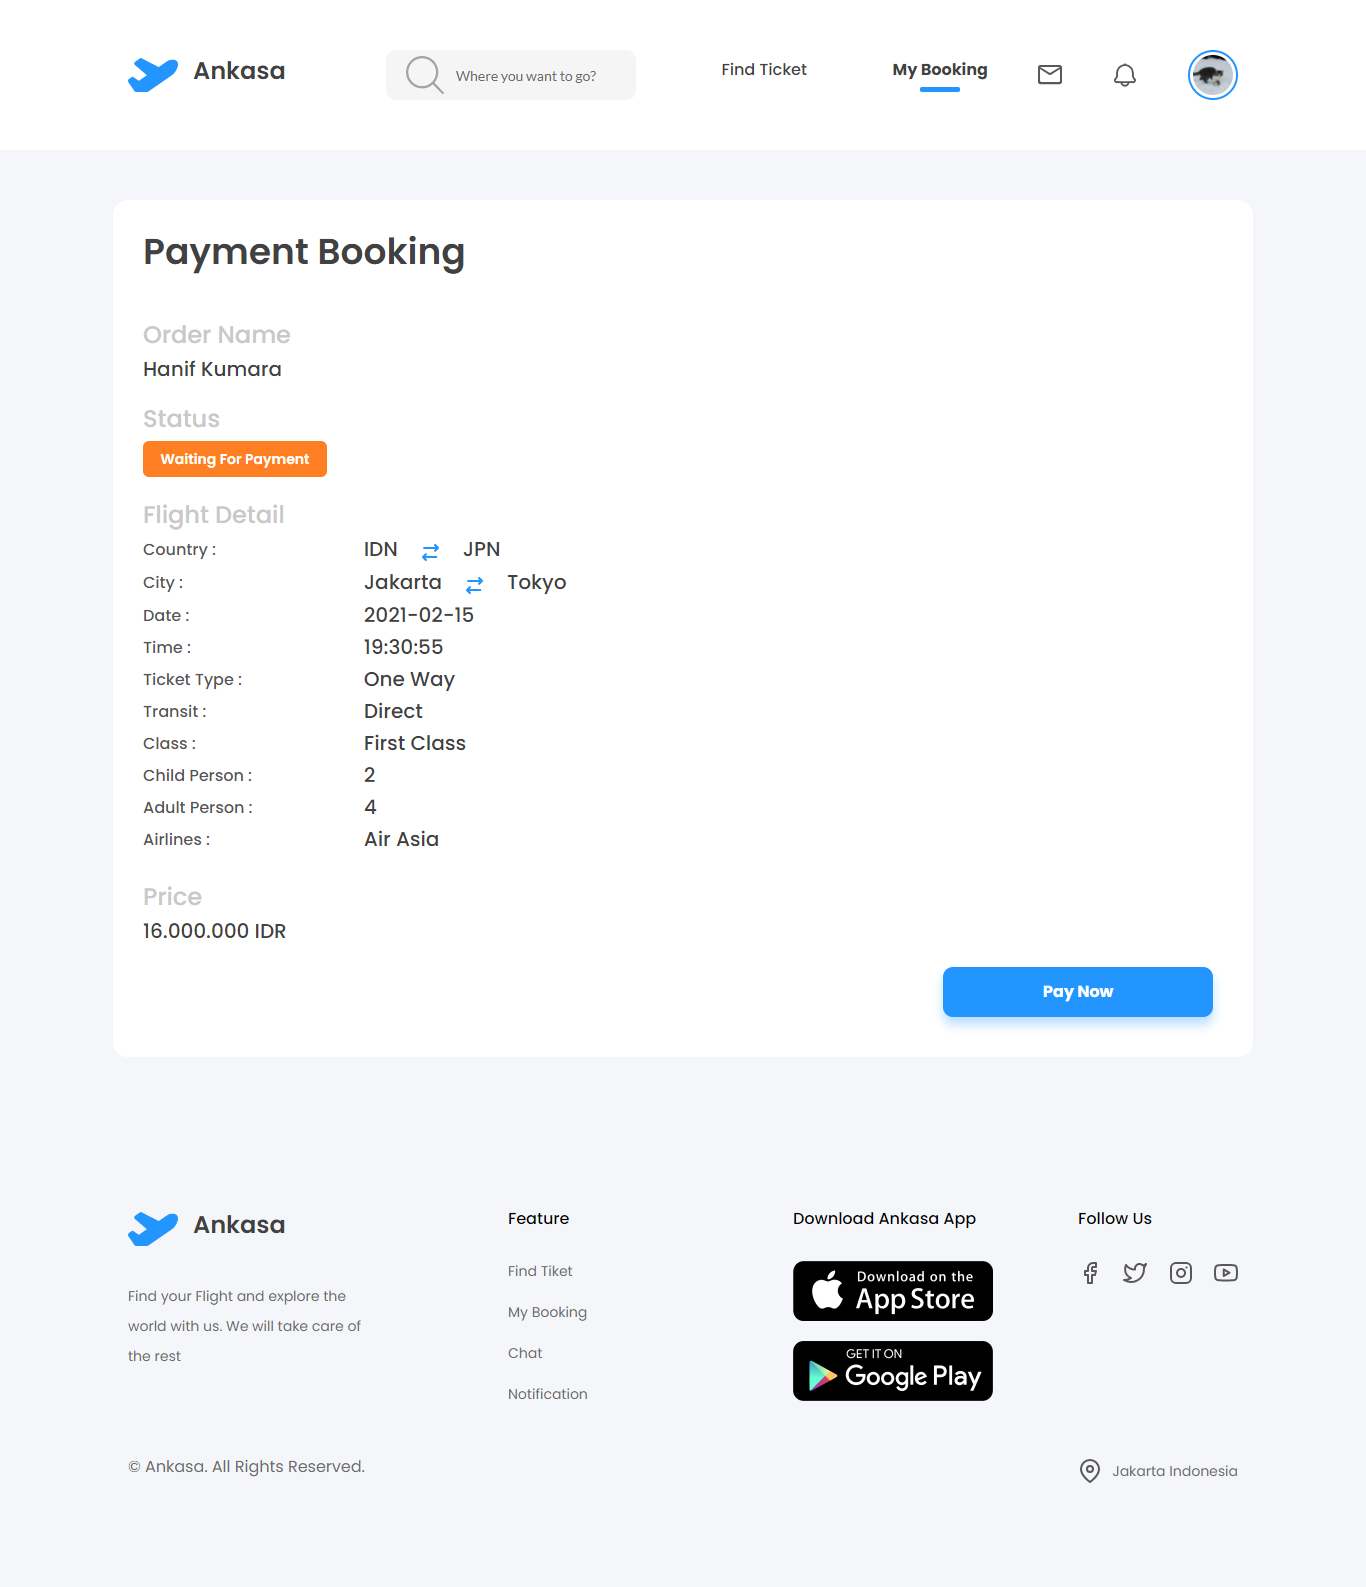 Ankasa
Where you want to go?
Find Ticket
My Booking
Payment Booking
Order Name
Hanif Kumara
Status
Waiting For Payment
Flight Detail
Country : IDN JPN
City : Jakarta Tokyo
Date : 2021-02-15
Time : 19:30:55
Ticket Type : One Way
Transit : Direct
Class : First Class
Child Person : 2
Adult Person : 4
Airlines : Air Asia
Price
16.000.000 IDR
Pay Now
Ankasa
Find your Flight and explore the
world with us. We will take care of
the rest
Feature
Find Tiket
My Booking
Chat
Notification
Download Ankasa App
Download on the
App Store
GET IT ON
Google Play
Follow Us
© Ankasa. All Rights Reserved.
Jakarta Indonesia